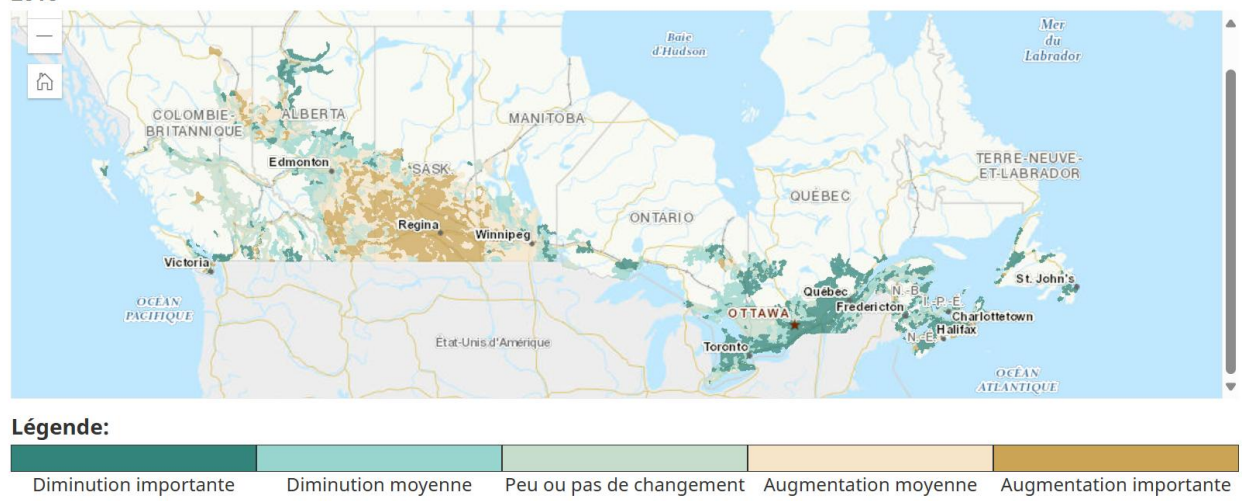 Mer
du
Labrador
Baie
d'Hudson
COLOMBIE-
BRITANNIQUE
ALBERTA
MANITOBA
Edmonton
SASK.
TERRE-NEUVE-
ET-LABRADOR
QUÉBEC
ONTARIO
Regina
Winnipeg
Victoria
St. John's
Québec
N.-B
Î.-P.-É.
OCÉAN
PACIFIQUE
OTTAWA
Fredericton
Charlottetown
Halifax
N.-É.
État-Unis d'Amérique
Toronto
OCÉAN
ATLANTIQUE
Légende:
Diminution importante
Diminution moyenne
Peu ou pas de changement
Augmentation moyenne
Augmentation importante